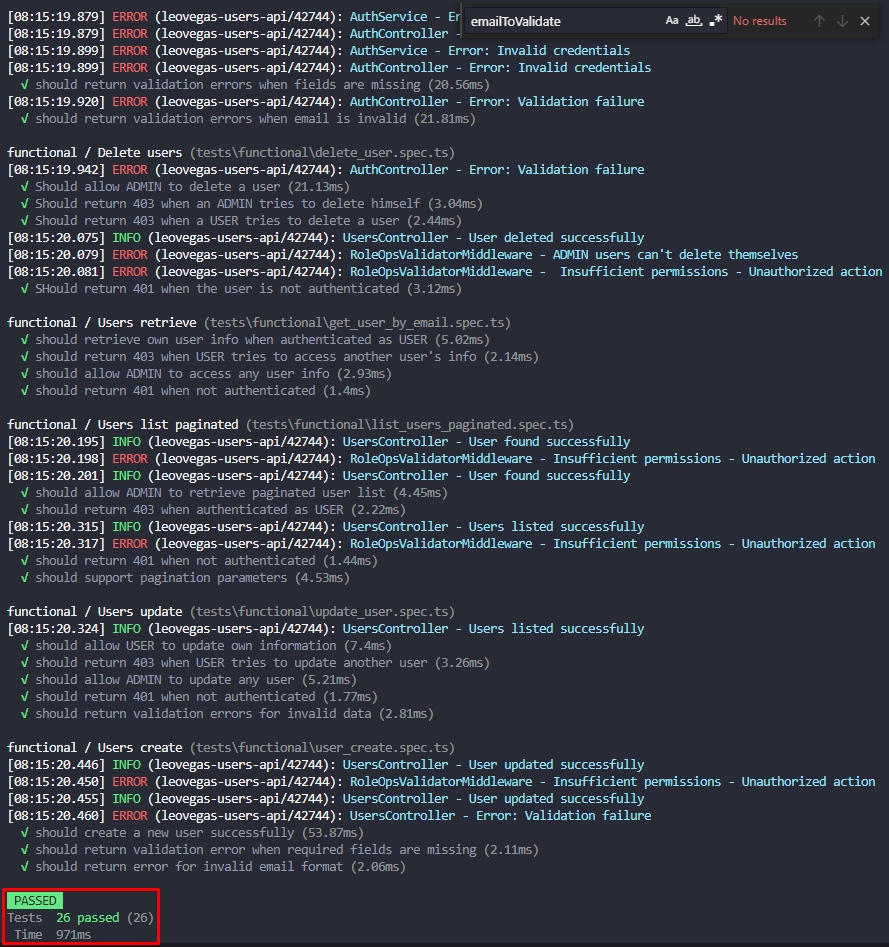 emailToValidate Aa ab .* No results
[08:15:19.879] ERROR (leovegas-users-api/42744): AuthService - Er
[08:15:19.879] ERROR (leovegas-users-api/42744): AuthController -
[08:15:19.899] ERROR (leovegas-users-api/42744): AuthService - Error: Invalid credentials
[08:15:19.899] ERROR (leovegas-users-api/42744): AuthController - Error: Invalid credentials
√ should return validation errors when fields are missing (20.56ms)
[08:15:19.920] ERROR (leovegas-users-api/42744): AuthController - Error: Validation failure
√ should return validation errors when email is invalid (21.81ms)
functional / Delete users (tests\functional\delete_user.spec.ts)
[08:15:19.942] ERROR (leovegas-users-api/42744): AuthController - Error: Validation failure
√ Should allow ADMIN to delete a user (21.13ms)
√ Should return 403 when an ADMIN tries to delete himself (3.04ms)
√ Should return 403 when a USER tries to delete a user (2.44ms)
[08:15:20.075] INFO (leovegas-users-api/42744): UsersController - User deleted successfully
[08:15:20.079] ERROR (leovegas-users-api/42744): RoleOpsValidatorMiddleware - ADMIN users can't delete themselves
[08:15:20.081] ERROR (leovegas-users-api/42744): RoleOpsValidatorMiddleware -  Insufficient permissions - Unauthorized action
√ SHould return 401 when the user is not authenticated (3.12ms)
functional / Users retrieve (tests\functional\get_user_by_email.spec.ts)
√ should retrieve own user info when authenticated as USER (5.02ms)
√ should return 403 when USER tries to access another user's info (2.14ms)
√ should allow ADMIN to access any user info (2.93ms)
√ should return 401 when not authenticated (1.4ms)
functional / Users list paginated (tests\functional\list_users_paginated.spec.ts)
[08:15:20.195] INFO (leovegas-users-api/42744): UsersController - User found successfully
[08:15:20.198] ERROR (leovegas-users-api/42744): RoleOpsValidatorMiddleware - Insufficient permissions - Unauthorized action
[08:15:20.201] INFO (leovegas-users-api/42744): UsersController - User found successfully
√ should allow ADMIN to retrieve paginated user list (4.45ms)
√ should return 403 when authenticated as USER (2.22ms)
[08:15:20.315] INFO (leovegas-users-api/42744): UsersController - Users listed successfully
[08:15:20.317] ERROR (leovegas-users-api/42744): RoleOpsValidatorMiddleware - Insufficient permissions - Unauthorized action
√ should return 401 when not authenticated (1.44ms)
√ should support pagination parameters (4.53ms)
functional / Users update (tests\functional\update_user.spec.ts)
[08:15:20.324] INFO (leovegas-users-api/42744): UsersController - Users listed successfully
√ should allow USER to update own information (7.4ms)
√ should return 403 when USER tries to update another user (3.26ms)
√ should allow ADMIN to update any user (5.21ms)
√ should return 401 when not authenticated (1.77ms)
√ should return validation errors for invalid data (2.81ms)
functional / Users create (tests\functional\user_create.spec.ts)
[08:15:20.446] INFO (leovegas-users-api/42744): UsersController - User updated successfully
[08:15:20.450] ERROR (leovegas-users-api/42744): RoleOpsValidatorMiddleware - Insufficient permissions - Unauthorized action
[08:15:20.455] INFO (leovegas-users-api/42744): UsersController - User updated successfully
[08:15:20.460] ERROR (leovegas-users-api/42744): UsersController - Error: Validation failure
√ should create a new user successfully (53.87ms)
√ should return validation error when required fields are missing (2.11ms)
√ should return error for invalid email format (2.06ms)
PASSED
Tests 26 passed (26)
Time 971ms